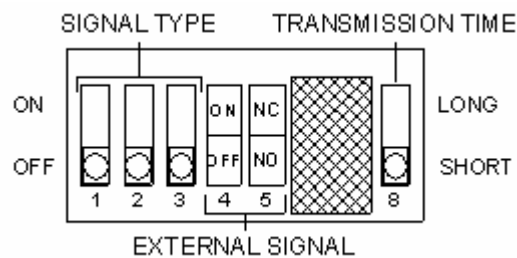 SIGNAL TYPE TRANSMISSION TIME
ON ON NC LONG
OFF OFF NO SHORT
1 2 3 4 5 8
EXTERNAL SIGNAL